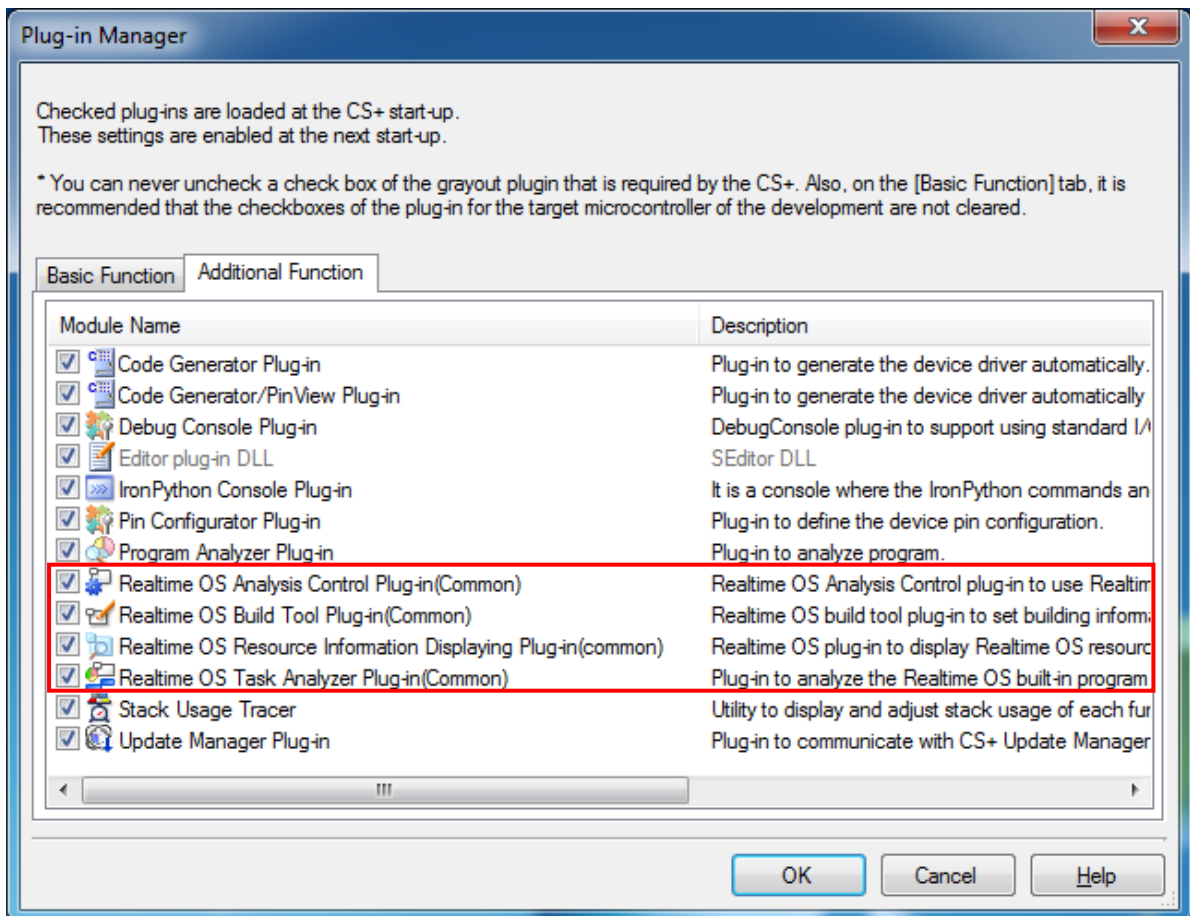 Plug-in Manager
Checked plug-ins are loaded at the CS+ start-up.
These settings are enabled at the next start-up.
* You can never uncheck a check box of the grayout plugin that is required by the CS+. Also, on the [Basic Function] tab, it is
recommended that the checkboxes of the plug-in for the target microcontroller of the development are not cleared.
Basic Function Additional Function
Module Name Description
Code Generator Plug-in Plug-in to generate the device driver automatically.
Code Generator/PinView Plug-in Plug-in to generate the device driver automatically
Debug Console Plug-in DebugConsole plug-in to support using standard I/
Editor plug-in DLL SEditor DLL
IronPython Console Plug-in It is a console where the IronPython commands an
Pin Configurator Plug-in Plug-in to define the device pin configuration.
Program Analyzer Plug-in Plug-in to analyze program.
Realtime OS Analysis Control Plug-in(Common) Realtime OS Analysis Control plug-in to use Realtim
Realtime OS Build Tool Plug-in(Common) Realtime OS build tool plug-in to set building inform
Realtime OS Resource Information Displaying Plug-in(common) Realtime OS plug-in to display Realtime OS resourc
Realtime OS Task Analyzer Plug-in(Common) Plug-in to analyze the Realtime OS built-in program
Stack Usage Tracer Utility to display and adjust stack usage of each fur
Update Manager Plug-in Plug-in to communicate with CS+ Update Manager
OK Cancel Help